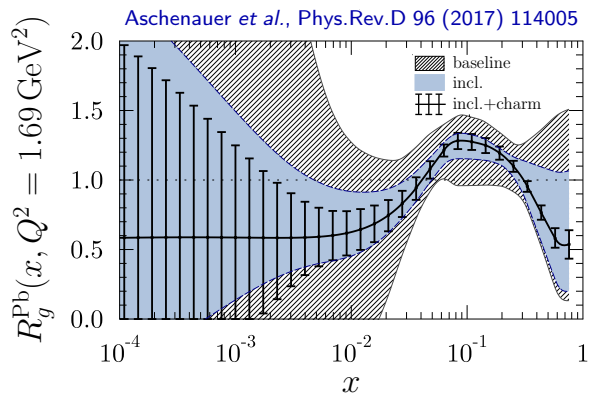 Aschenauer et al., Phys.Rev.D 96 (2017) 114005
R_g^Pb(x, Q^2 = 1.69 GeV^2)
2.0
1.5
1.0
0.5
0.0
baseline
incl.
incl.+charm
10^-4 10^-3 10^-2 10^-1 1
x